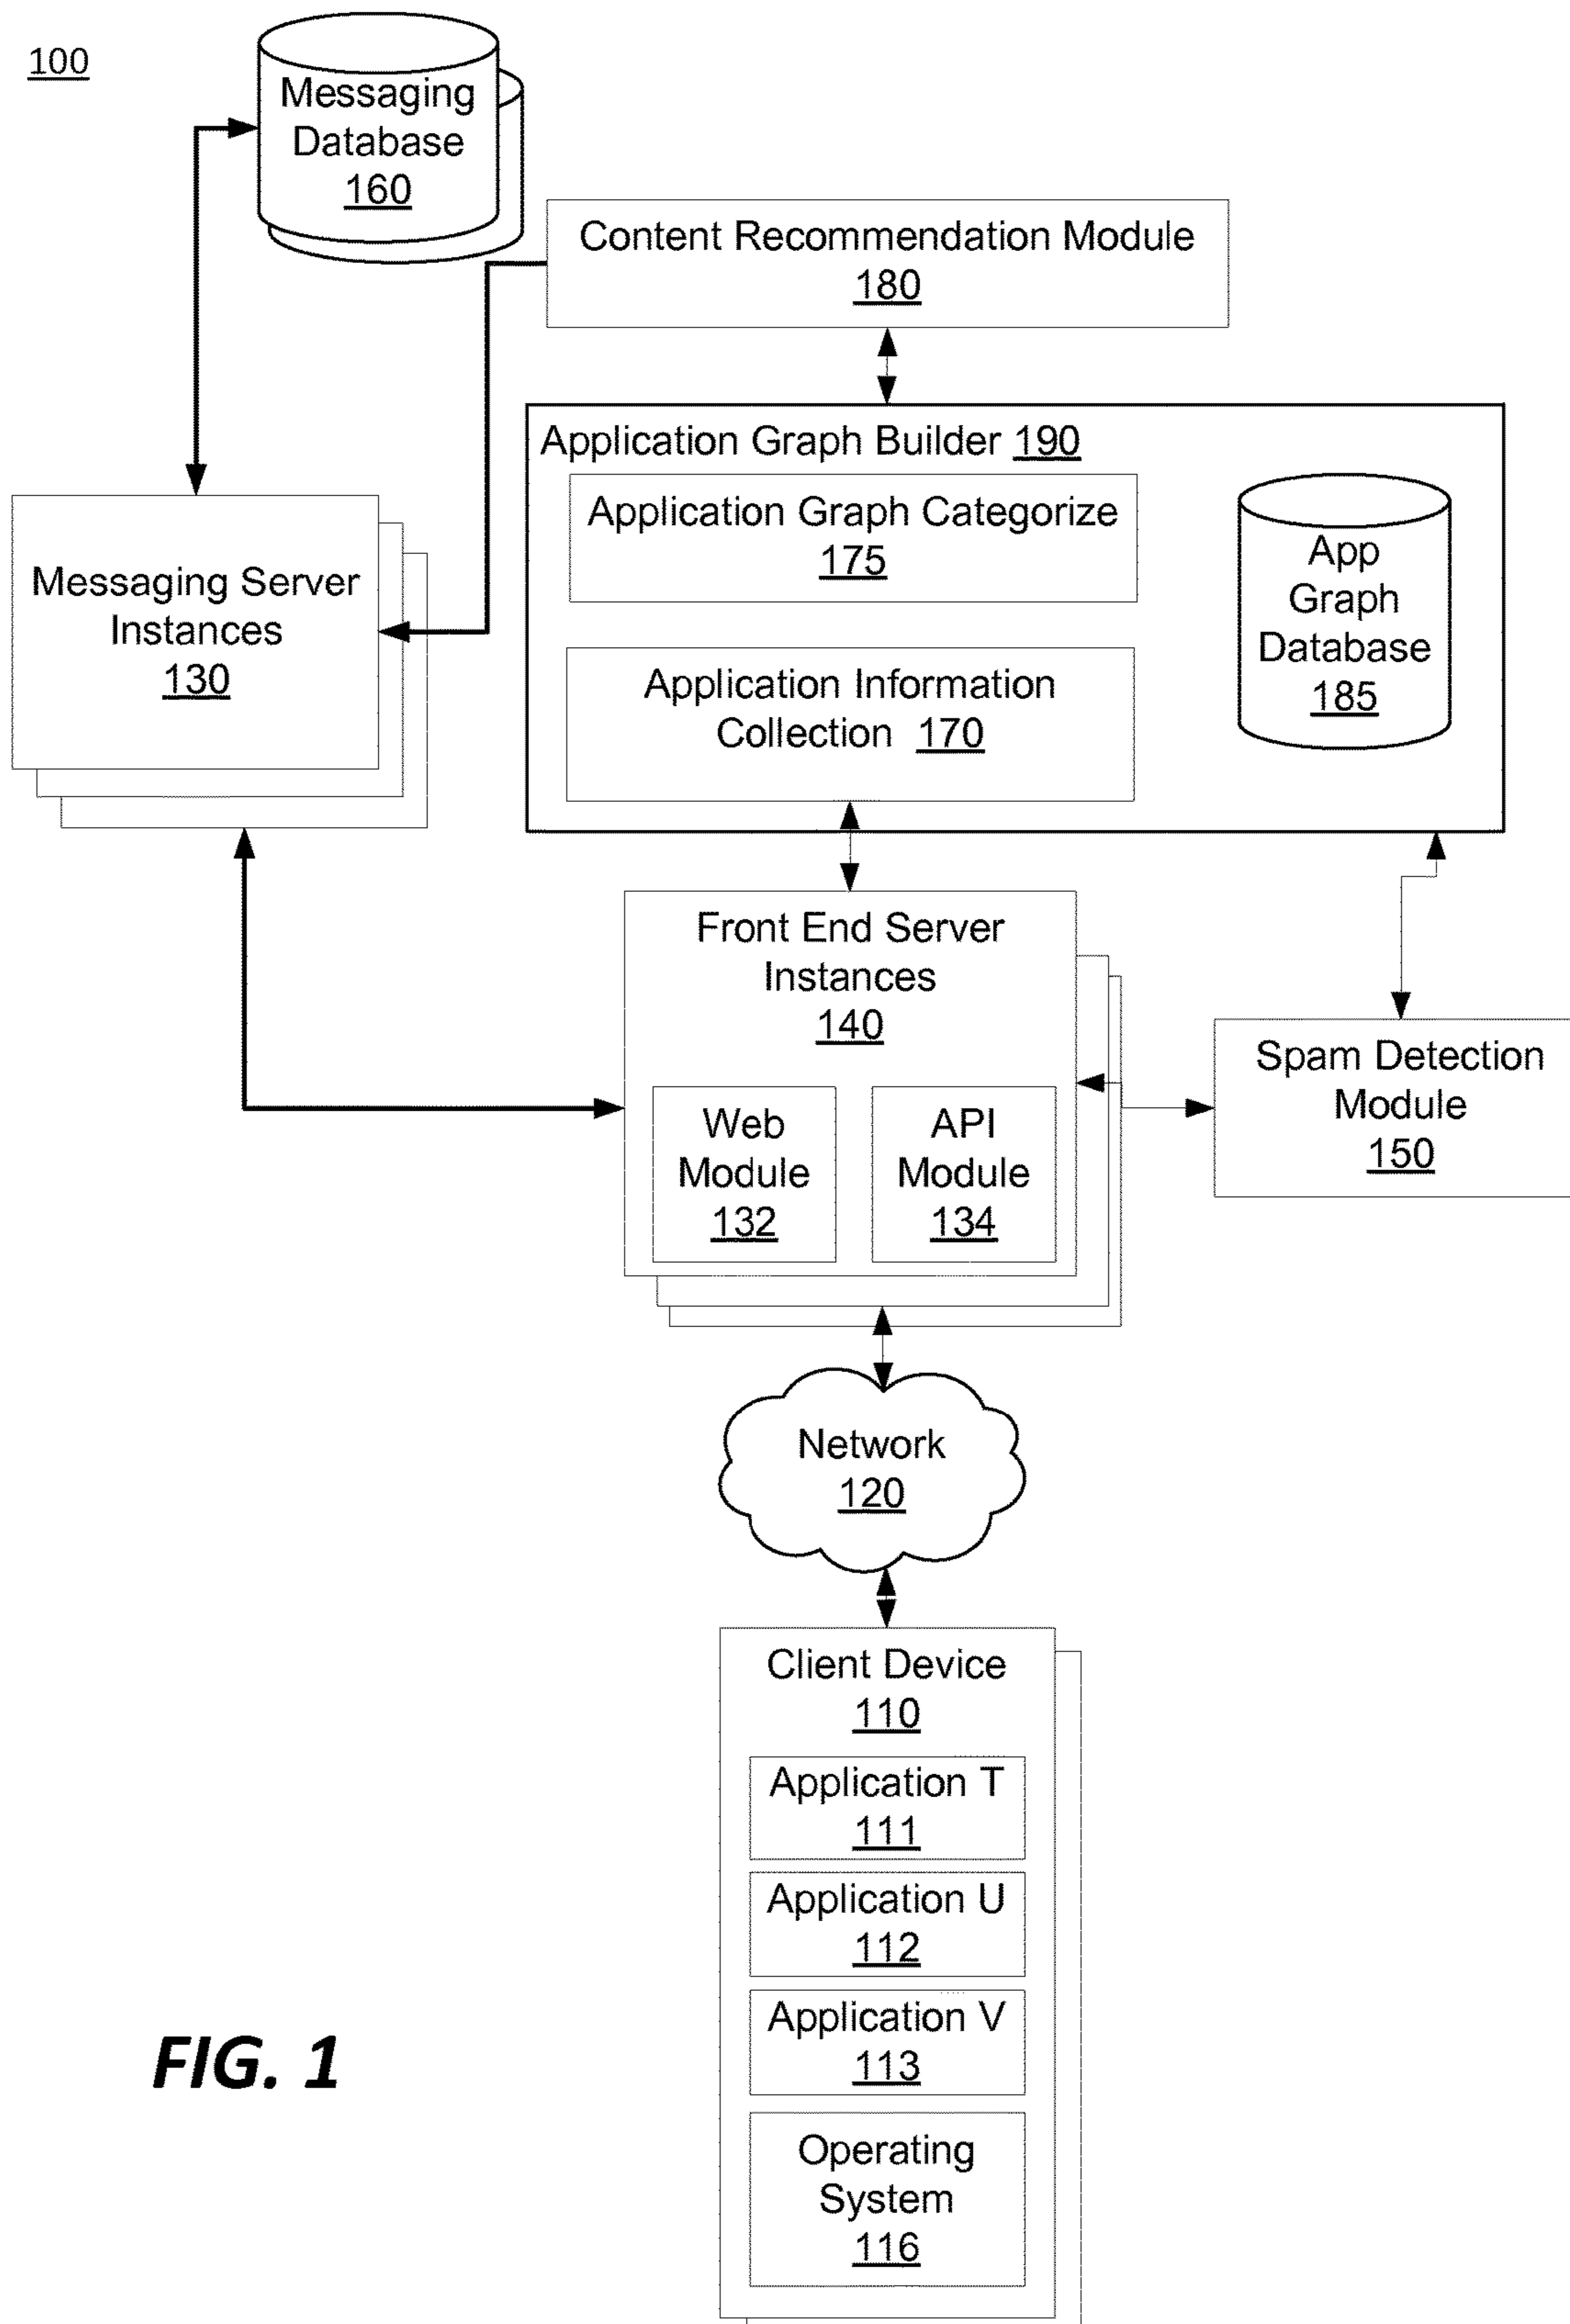 100
Messaging
Database
160
Content Recommendation Module
180
Application Graph Builder 190
Application Graph Categorize
175
App
Graph
Database
185
Messaging Server
Instances
130
Application Information
Collection 170
Front End Server
Instances
140
Web
Module
132
API
Module
134
Spam Detection
Module
150
Network
120
Client Device
110
Application T
111
Application U
112
Application V
113
Operating
System
116
FIG. 1